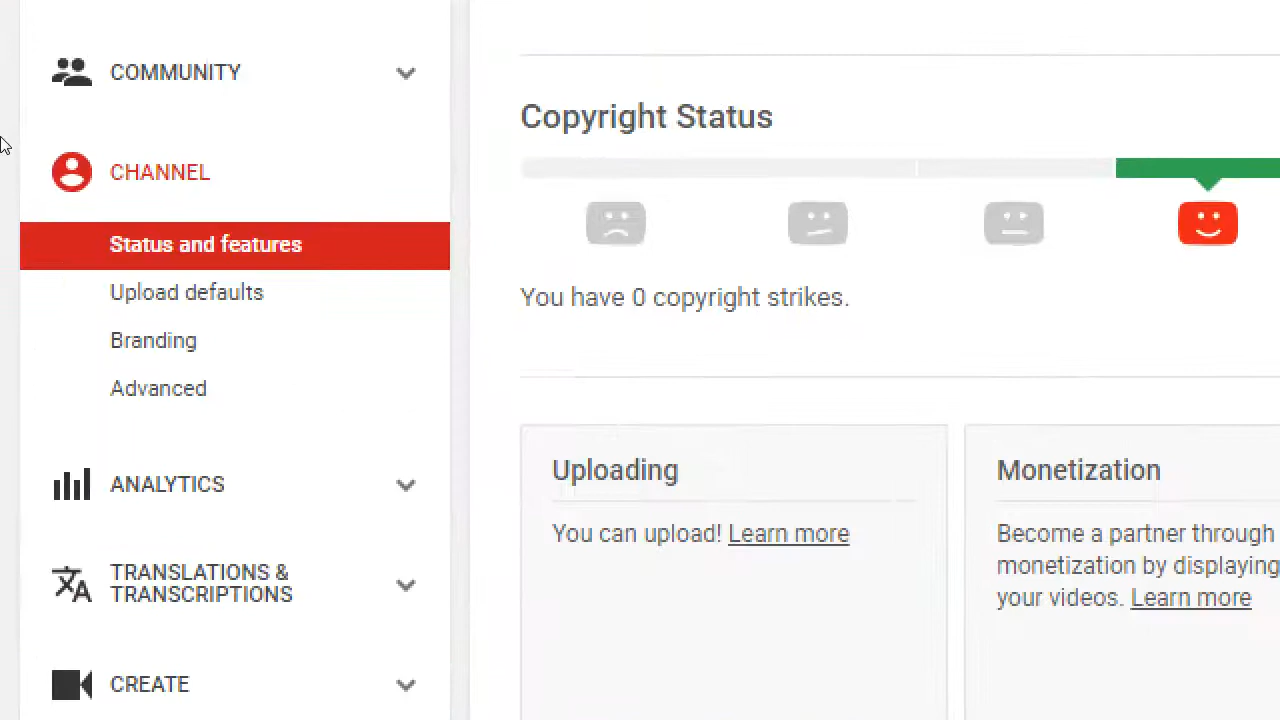 COMMUNITY
CHANNEL
Status and features
Upload defaults
Branding
Advanced
ANALYTICS
TRANSLATIONS &
TRANSCRIPTIONS
CREATE
Copyright Status
You have 0 copyright strikes.
Uploading
You can upload! Learn more
Monetization
Become a partner through
monetization by displaying
your videos. Learn more